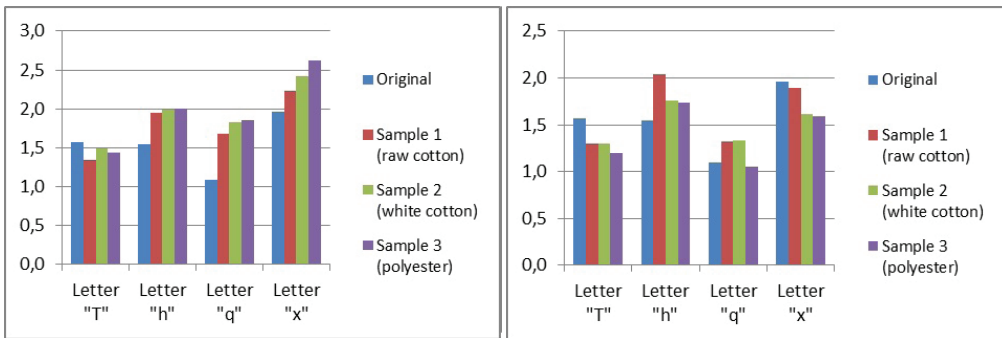 3,0
2,5
2,0
1,5
1,0
0,5
0,0
Letter "T"
Letter "h"
Letter "q"
Letter "x"
Original
Sample 1
(raw cotton)
Sample 2
(white cotton)
Sample 3
(polyester)
2,5
2,0
1,5
1,0
0,5
0,0
Letter "T"
Letter "h"
Letter "q"
Letter "x"
Original
Sample 1
(raw cotton)
Sample 2
(white cotton)
Sample 3
(polyester)